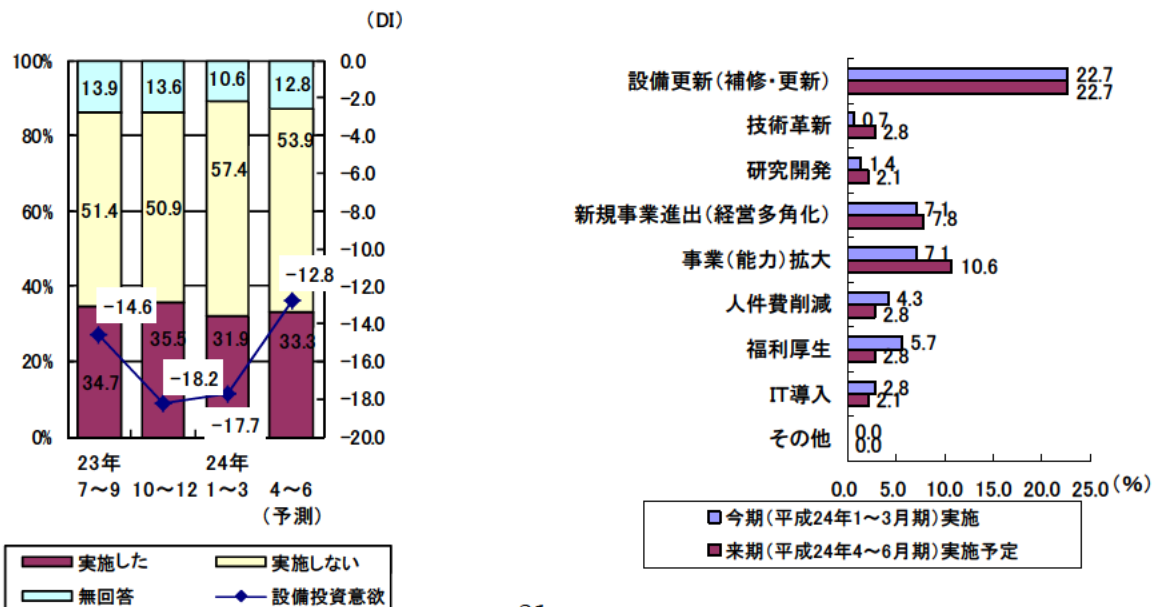 (DI)
100%
80%
60%
40%
20%
0%
13.9
13.6
10.6
12.8
51.4
50.9
57.4
53.9
34.7
35.5
31.9
33.3
-14.6
-18.2
-17.7
-12.8
0.0
-2.0
-4.0
-6.0
-8.0
-10.0
-12.0
-14.0
-16.0
-18.0
-20.0
23年 24年
7～9 10～12 1～3 4～6
(予測)
実施した 実施しない
無回答 設備投資意欲
設備更新(補修・更新) 22.7
22.7
技術革新 0.7
2.8
研究開発 1.4
2.1
新規事業進出(経営多角化) 7.1
7.8
事業(能力)拡大 7.1
10.6
人件費削減 4.3
2.8
福利厚生 5.7
2.8
IT導入 2.8
2.1
その他 0.0
0.0
0.0 5.0 10.0 15.0 20.0 25.0 (%)
今期(平成24年1～3月期)実施
来期(平成24年4～6月期)実施予定